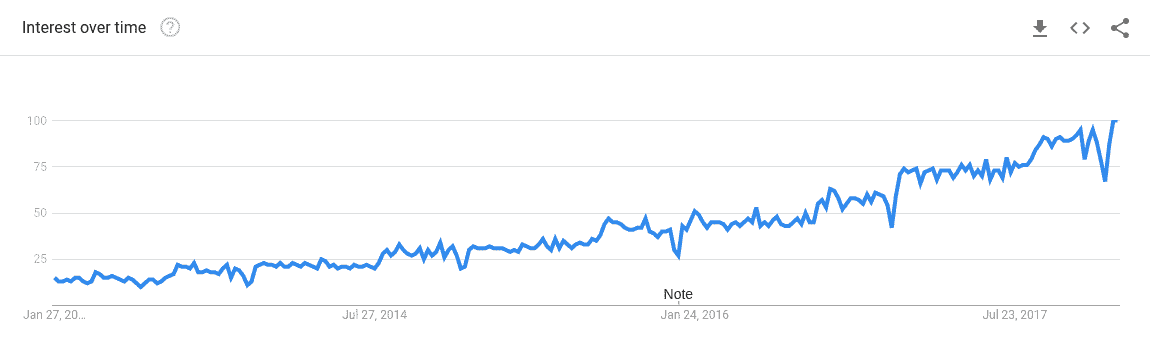 Interest over time
100
75
50
25
Note
Jan 27, 20...
Jul 27, 2014
Jan 24, 2016
Jul 23, 2017